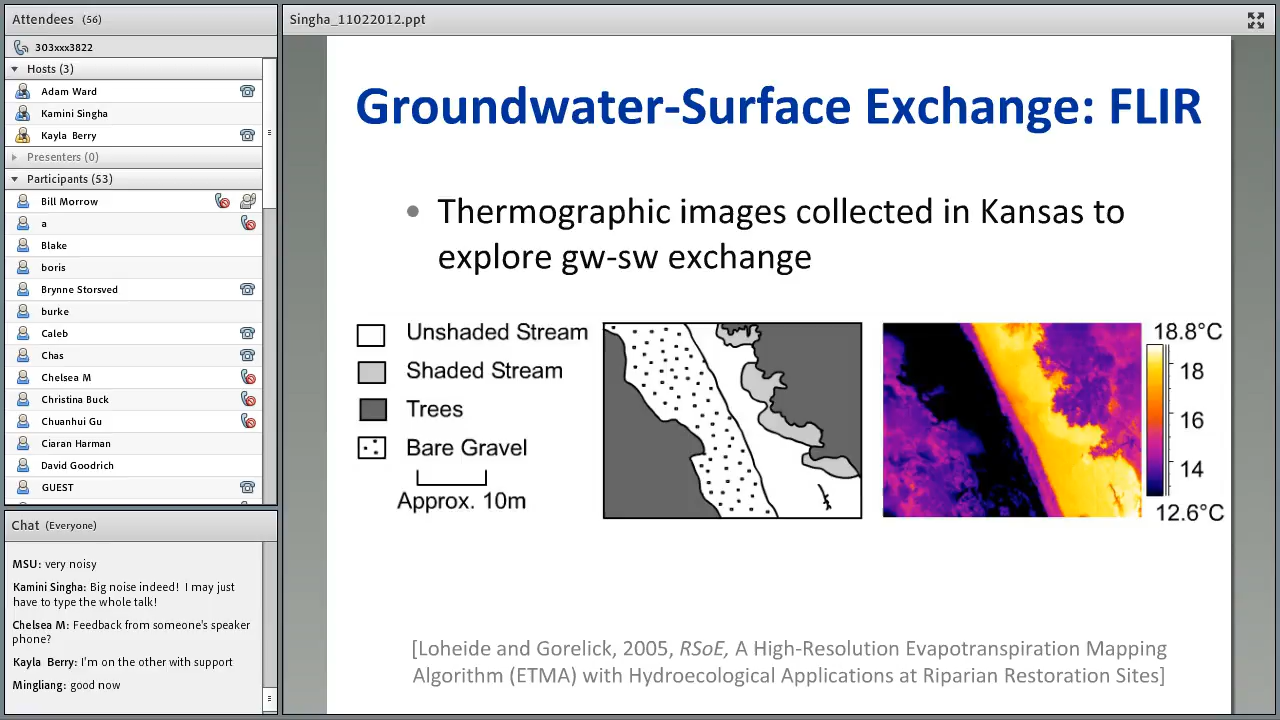 Attendees (56)
303xxx3822
Hosts (3)
Adam Ward
Kamini Singha
Kayla Berry
Presenters (0)
Participants (53)
Bill Morrow
a
Blake
boris
Brynne Storsved
burke
Caleb
Chas
Chelsea M
Christina Buck
Chuanhui Gu
Ciaran Harman
David Goodrich
GUEST
Chat (Everyone)
MSU: very noisy
Kamini Singha: Big noise indeed! I may just
have to type the whole talk!
Chelsea M: Feedback from someone's speaker
phone?
Kayla Berry: I'm on the other with support
Mingliang: good now
Singha_11022012.ppt
Groundwater-Surface Exchange: FLIR
• Thermographic images collected in Kansas to
explore gw-sw exchange
Unshaded Stream
Shaded Stream
Trees
Bare Gravel
Approx. 10m
18.8°C
18
16
14
12.6°C
[Loheide and Gorelick, 2005, RSoE, A High-Resolution Evapotranspiration Mapping
Algorithm (ETMA) with Hydroecological Applications at Riparian Restoration Sites]